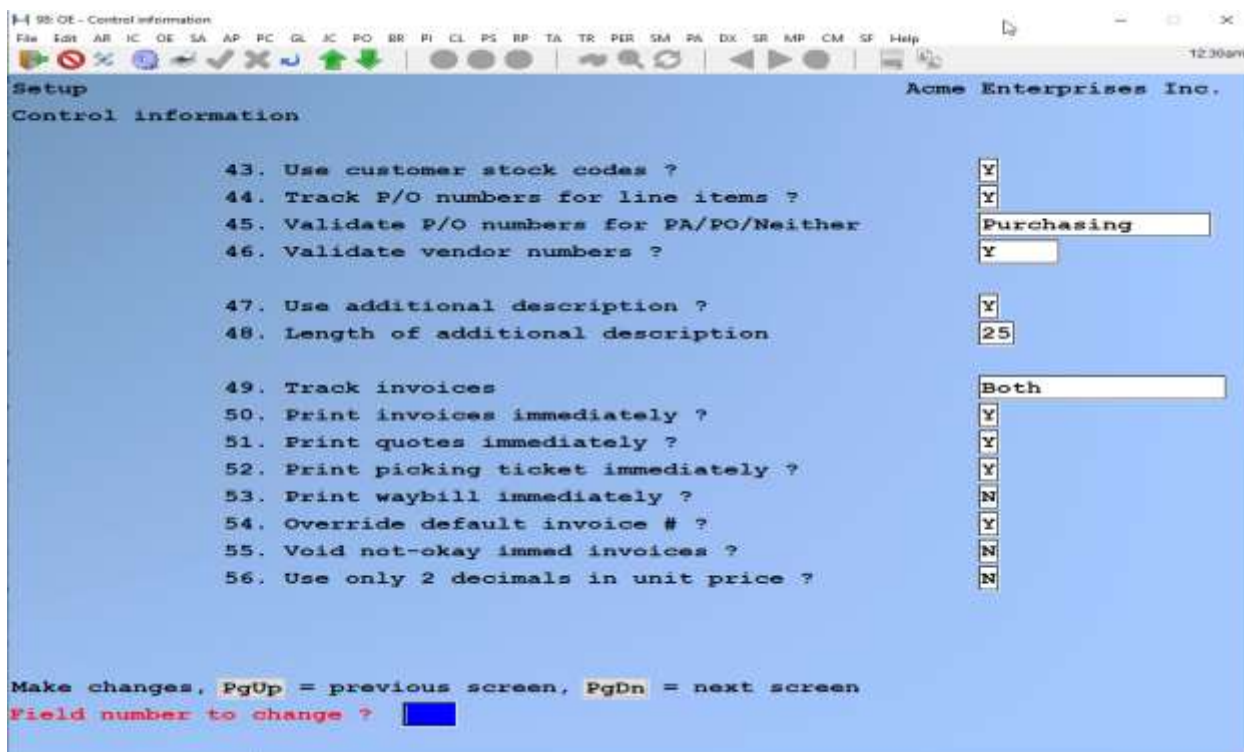 98: OE - Control information
File Edit AR IC OE SA AP PC GL JC PO BR PI CL PS RP TA TR PER SM PA DX SR MP CM SF Help
12:30am
Setup Acme Enterprises Inc.
Control information
43. Use customer stock codes ? Y
44. Track P/O numbers for line items ? Y
45. Validate P/O numbers for PA/PO/Neither Purchasing
46. Validate vendor numbers ? Y
47. Use additional description ? Y
48. Length of additional description 25
49. Track invoices Both
50. Print invoices immediately ? Y
51. Print quotes immediately ? Y
52. Print picking ticket immediately ? Y
53. Print waybill immediately ? N
54. Override default invoice # ? Y
55. Void not-okay immed invoices ? N
56. Use only 2 decimals in unit price ? N
Make changes, PgUp = previous screen, PgDn = next screen
Field number to change ?